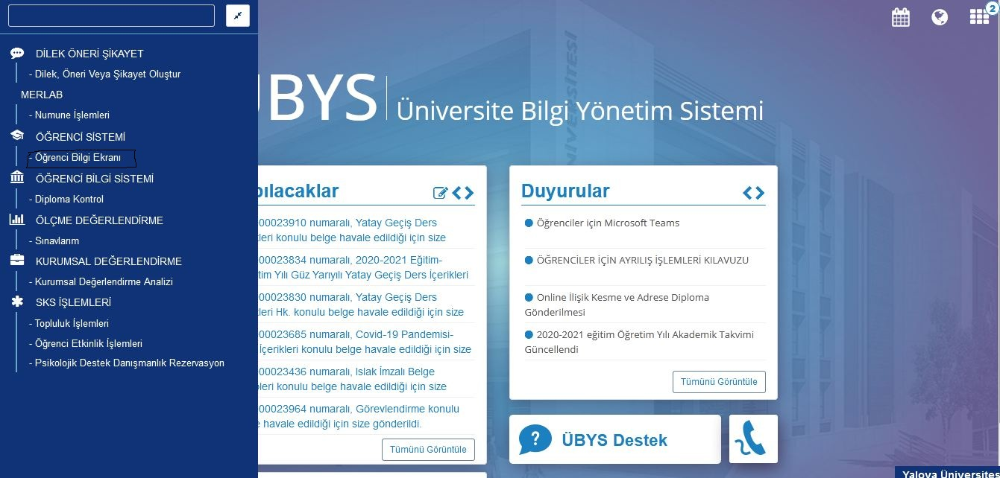 2
DİLEK ÖNERİ ŞİKAYET
- Dilek, Öneri Veya Şikayet Oluştur
MERLAB
- Numune İşlemleri
ÖĞRENCİ SİSTEMİ
- Öğrenci Bilgi Ekranı
ÖĞRENCİ BİLGİ SİSTEMİ
- Diploma Kontrol
ÖLÇME DEĞERLENDİRME
- Sınavlarım
KURUMSAL DEĞERLENDİRME
- Kurumsal Değerlendirme Analizi
SKS İŞLEMLERİ
- Topluluk İşlemleri
- Öğrenci Etkinlik İşlemleri
- Psikolojik Destek Danışmanlık Rezervasyon
ÜBYS
Üniversite Bilgi Yönetim Sistemi
pılacaklar
00023910 numaralı, Yatay Geçiş Ders
kleri konulu belge havale edildiği için size
00023834 numaralı, 2020-2021 Eğitim-
tim Yılı Güz Yarıyılı Yatay Geçiş Ders İçerikleri
00023830 numaralı, Yatay Geçiş Ders
leri Hk. konulu belge havale edildiği için size
00023685 numaralı, Covid-19 Pandemisi-
İçerikleri konulu belge havale edildiği için size
00023436 numaralı, Islak İmzalı Belge
leri konulu belge havale edildiği için size
00023964 numaralı, Görevlendirme konulu
e havale edildiği için size gönderildi.
Tümünü Görüntüle
Duyurular
Öğrenciler için Microsoft Teams
ÖĞRENCİLER İÇİN AYRILIŞ İŞLEMLERİ KILAVUZU
Online İlişik Kesme ve Adrese Diploma
Gönderilmesi
2020-2021 eğitim Öğretim Yılı Akademik Takvimi
Güncellendi
Tümünü Görüntüle
ÜBYS Destek
Yalova Üniversites